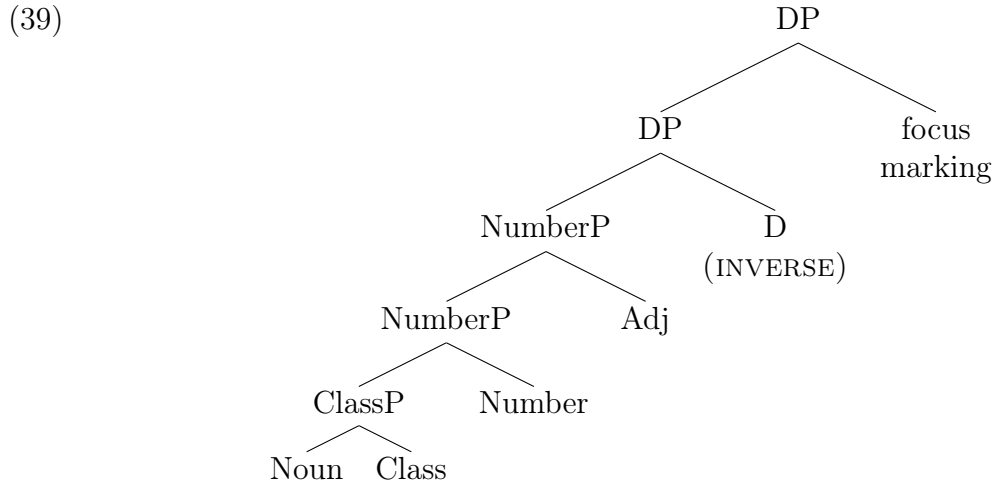 (39) DP
DP focus
marking
NumberP D
(INVERSE)
NumberP Adj
ClassP Number
Noun Class